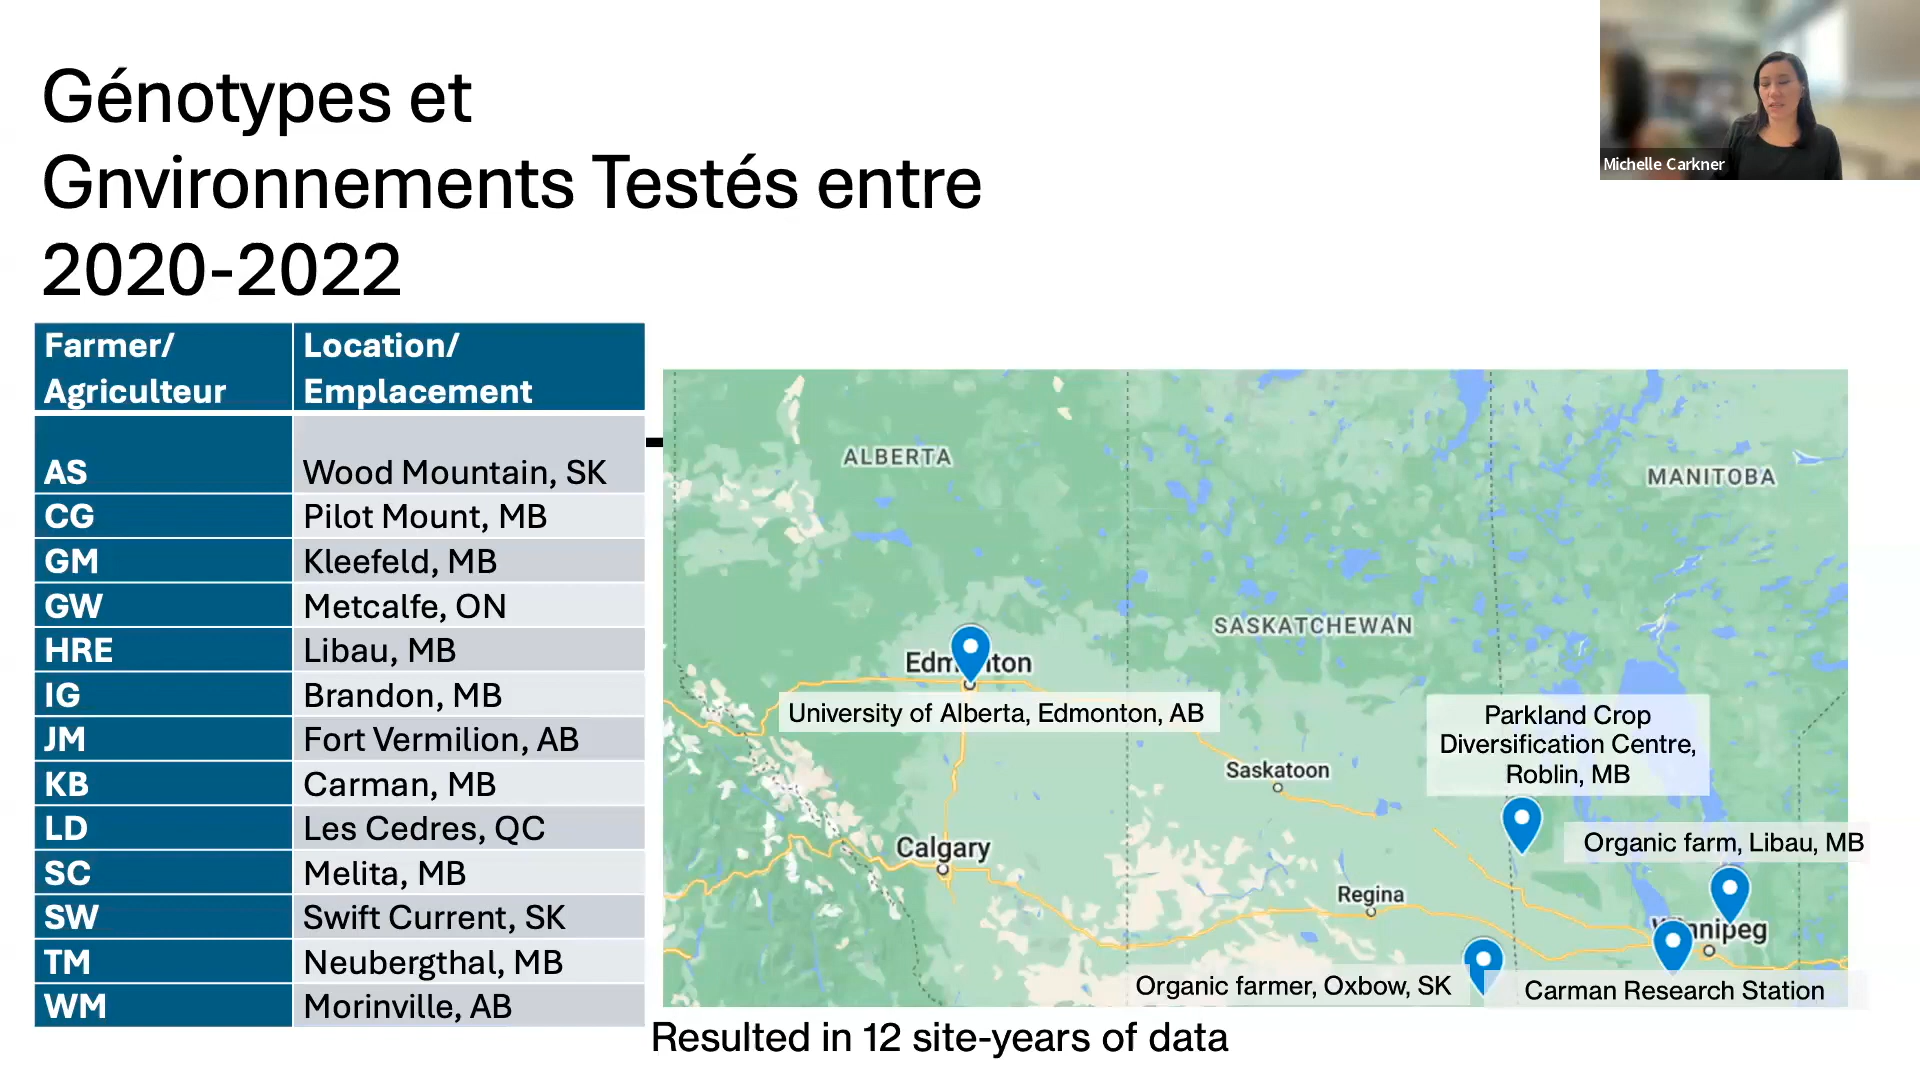 Génotypes et
Gnvironnements Testés entre
2020-2022
Michelle Carkner
Farmer/
Agriculteur
Location/
Emplacement
AS
Wood Mountain, SK
CG
Pilot Mount, MB
GM
Kleefeld, MB
GW
Metcalfe, ON
HRE
Libau, MB
IG
Brandon, MB
JM
Fort Vermilion, AB
KB
Carman, MB
LD
Les Cedres, QC
SC
Melita, MB
SW
Swift Current, SK
TM
Neubergthal, MB
WM
Morinville, AB
ALBERTA
MANITOBA
SASKATCHEWAN
University of Alberta, Edmonton, AB
Parkland Crop
Diversification Centre,
Roblin, MB
Saskatoon
Organic farm, Libau, MB
Calgary
Regina
Organic farmer, Oxbow, SK
Carman Research Station
Resulted in 12 site-years of data